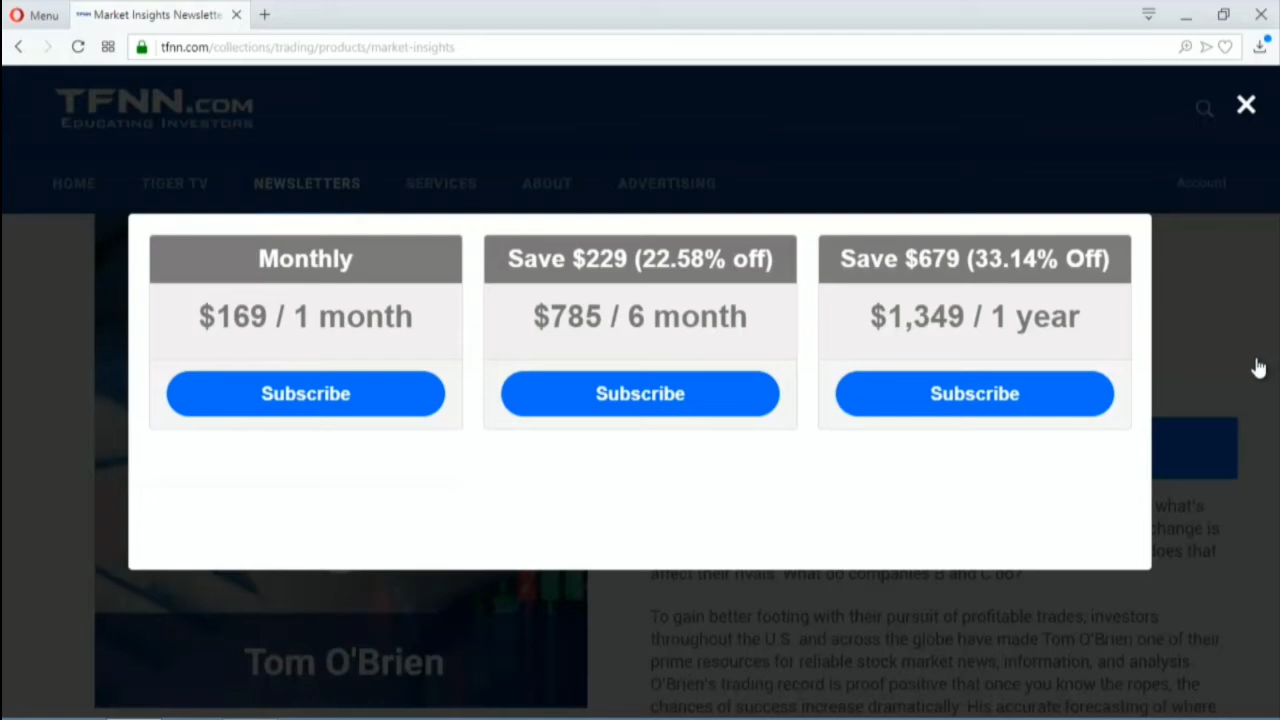 Menu
Market Insights Newslette
tfnn.com/collections/trading/products/market-insights
TFNN.COM
EDUCATING INVESTORS
HOME TIGER TV NEWSLETTERS SERVICES ABOUT ADVERTISING Account
Monthly
$169 / 1 month
Subscribe
Save $229 (22.58% off)
$785 / 6 month
Subscribe
Save $679 (33.14% Off)
$1,349 / 1 year
Subscribe
what's
change is
does that
affect their rivals. What do companies B and C do?
To gain better footing with their pursuit of profitable trades, investors
throughout the U.S. and across the globe have made Tom O'Brien one of their
prime resources for reliable stock market news, information, and analysis.
O'Brien's trading record is proof positive that once you know the ropes, the
chances of success increase dramatically. His accurate forecasting of where
Tom O'Brien